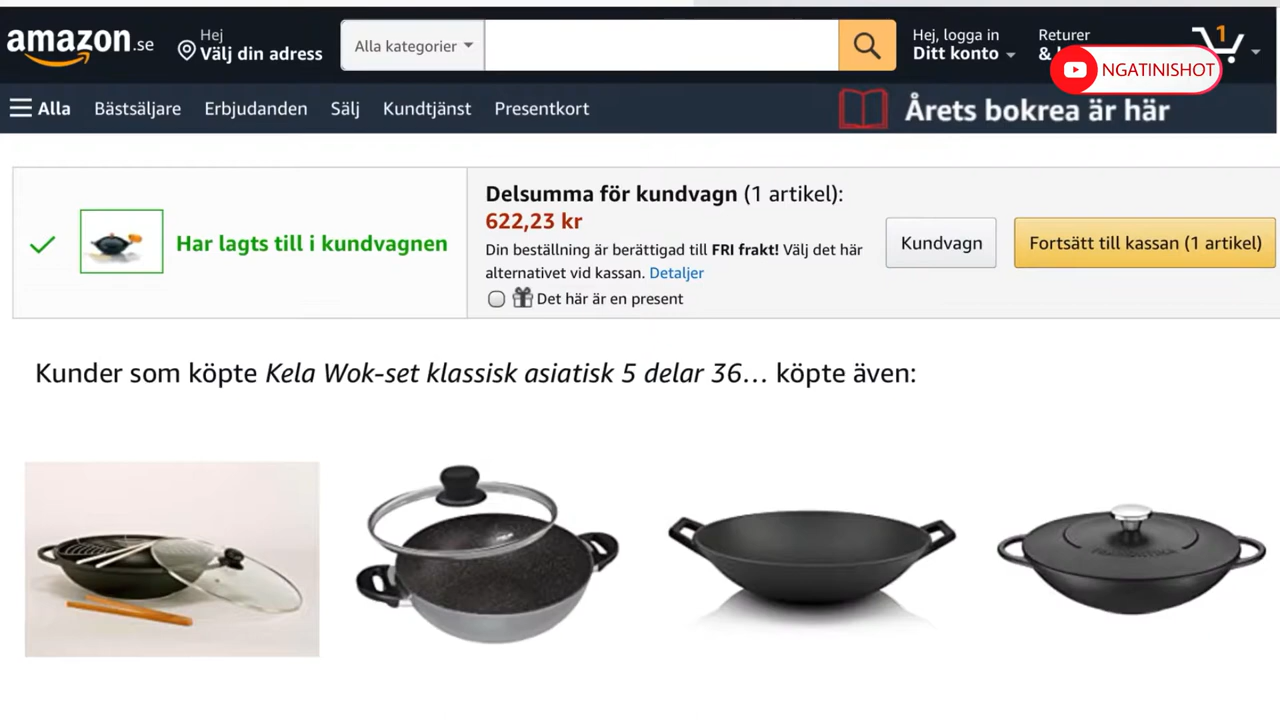 amazon.se
Hej
Välj din adress
Alla kategorier
Hej, logga in
Ditt konto
Returer
&
1
NGATINISHOT
Alla
Bästsäljare
Erbjudanden
Sälj
Kundtjänst
Presentkort
Årets bokrea är här
Har lagts till i kundvagnen
Delsumma för kundvagn (1 artikel):
622,23 kr
Din beställning är berättigad till FRI frakt! Välj det här
alternativet vid kassan. Detaljer
Det här är en present
Kundvagn
Fortsätt till kassan (1 artikel)
Kunder som köpte Kela Wok-set klassisk asiatisk 5 delar 36... köpte även: